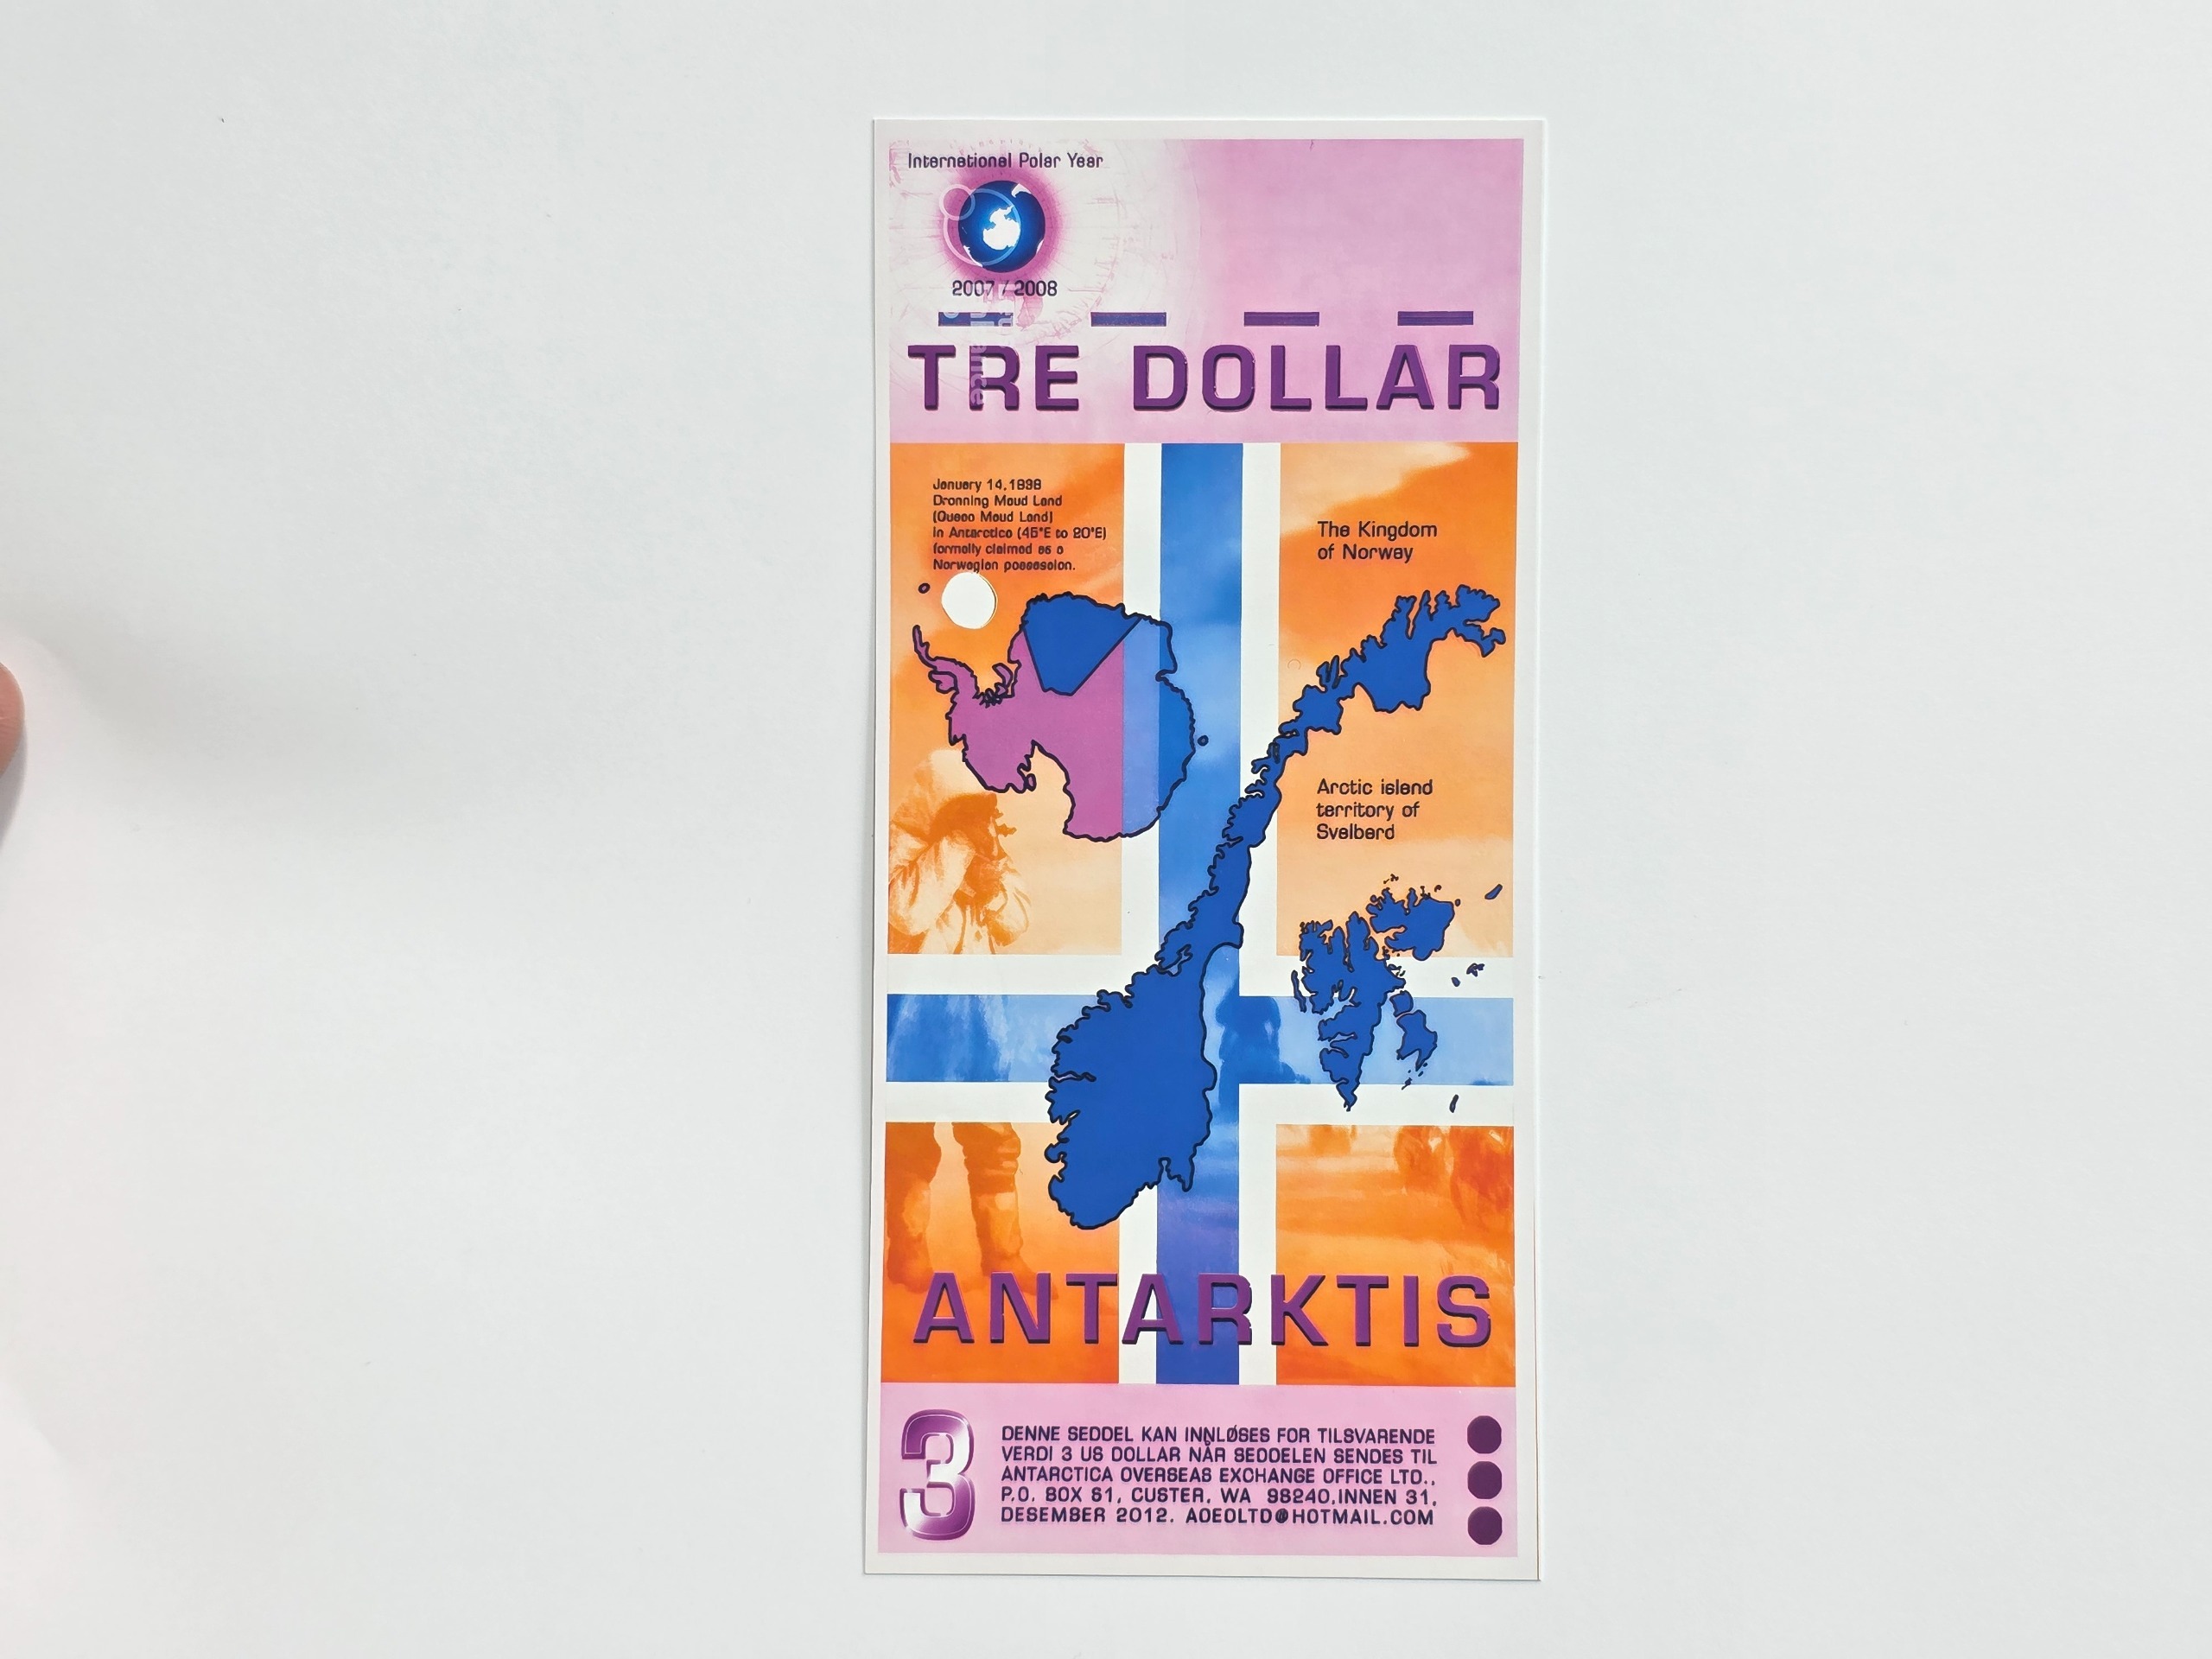 International Polar Year
2007 / 2008
TRE DOLLAR
January 14, 1938
Dronning Maud Land
(Queen Maud Land)
in Antarctica (45°E to 20°E)
formally claimed as a
Norwegian possession.
The Kingdom
of Norway
Arctic island
territory of
Svalbard
ANTARKTIS
3
DENNE SEDDEL KAN INNLØSES FOR TILSVARENDE
VERDI 3 US DOLLAR NÅR SEDDELEN SENDES TIL
ANTARCTICA OVERSEAS EXCHANGE OFFICE LTD.,
P.O. BOX 61, CUSTER, WA 98240, INNEN 31,
DESEMBER 2012. AOEOLTD@HOTMAIL.COM